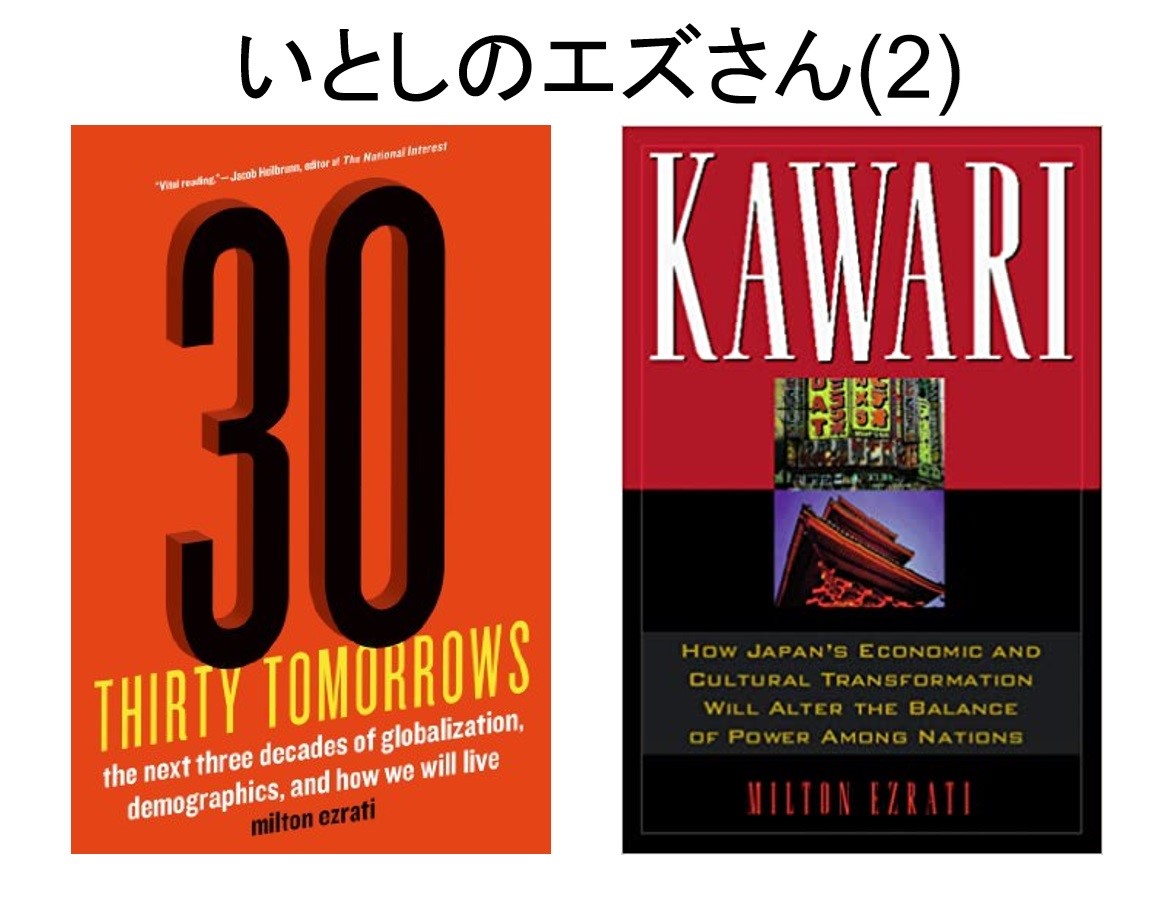 いとしのエズさん(2)
"Vital reading."—Jacob Heilbrunn, editor of The National Interest
30
THIRTY TOMORROWS
the next three decades of globalization,
demographics, and how we will live
milton ezrati
KAWARI
HOW JAPAN'S ECONOMIC AND
CULTURAL TRANSFORMATION
WILL ALTER THE BALANCE
OF POWER AMONG NATIONS
MILTON EZRATI